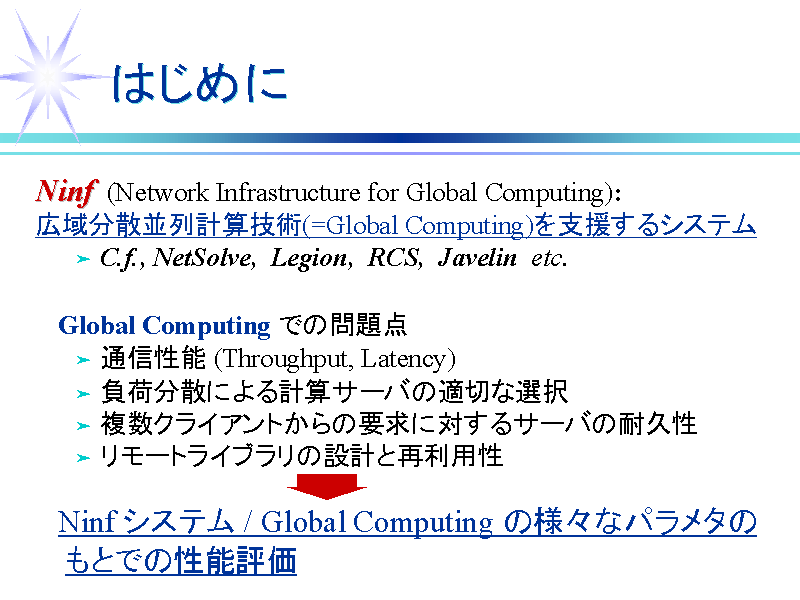 はじめに
Ninf (Network Infrastructure for Global Computing)：
広域分散並列計算技術(=Global Computing)を支援するシステム
➤ C.f., NetSolve, Legion, RCS, Javelin etc.
Global Computing での問題点
➤ 通信性能 (Throughput, Latency)
➤ 負荷分散による計算サーバの適切な選択
➤ 複数クライアントからの要求に対するサーバの耐久性
➤ リモートライブラリの設計と再利用性
Ninf システム / Global Computing の様々なパラメタの
もとでの性能評価